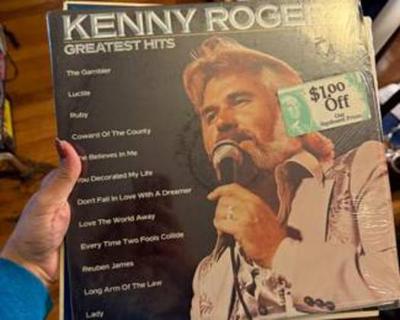 KENNY ROGE
GREATEST HITS
The Gambler
Lucille
Ruby
Coward Of The County
e Believes In Me
You Decorated My Life
Don't Fall In Love With A Dreamer
Love The World Away
Every Time Two Fools Collide
Reuben James
Long Arm Of The Law
Lady
$1.00
Off
Our